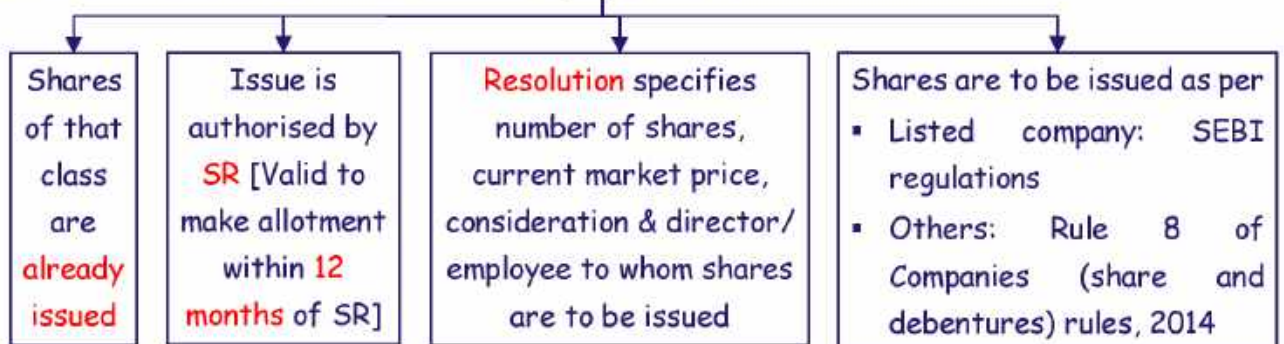 Shares
of that
class
are
already
issued
Issue is
authorised by
SR [Valid to
make allotment
within 12
months of SR]
Resolution specifies
number of shares,
current market price,
consideration & director/
employee to whom shares
are to be issued
Shares are to be issued as per
▪ Listed company: SEBI
regulations
▪ Others: Rule 8 of
Companies (share and
debentures) rules, 2014